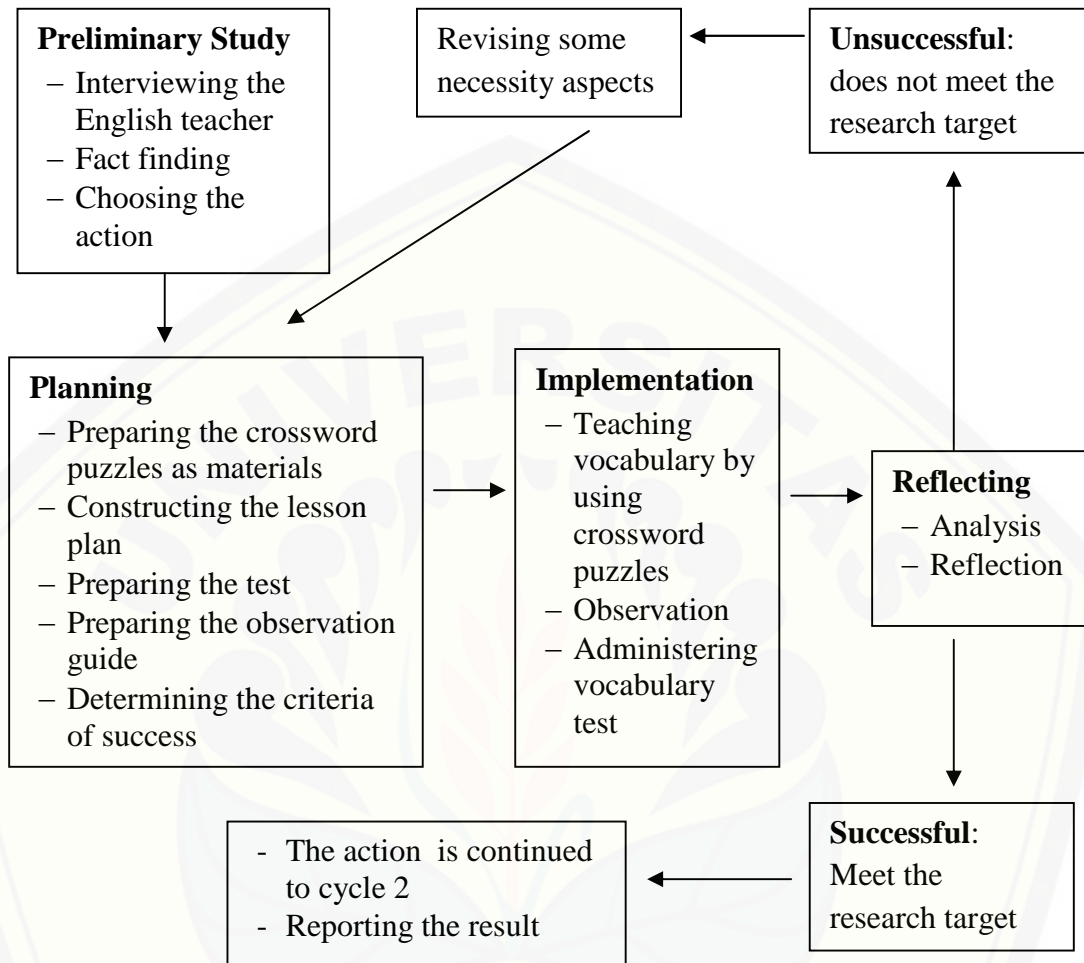 Preliminary Study
– Interviewing the
English teacher
– Fact finding
– Choosing the
action
Revising some
necessity aspects
Unsuccessful:
does not meet the
research target
Planning
– Preparing the crossword
puzzles as materials
– Constructing the lesson
plan
– Preparing the test
– Preparing the observation
guide
– Determining the criteria
of success
Implementation
– Teaching
vocabulary by
using
crossword
puzzles
– Observation
– Administering
vocabulary
test
Reflecting
– Analysis
– Reflection
- The action is continued
to cycle 2
- Reporting the result
Successful:
Meet the
research target
UNIVERSITAS